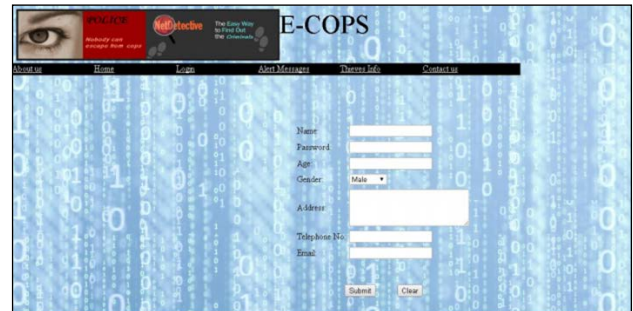 POLICE
Nobody can
escape from cops
NetDetective
The Easy Way
to Find Out
the Criminals
E-COPS
About us Home Login Alert Messages Thieves Info Contact us
Name
Password
Age:
Gender: Male
Address:
Telephone No.
Email
Submit Clear